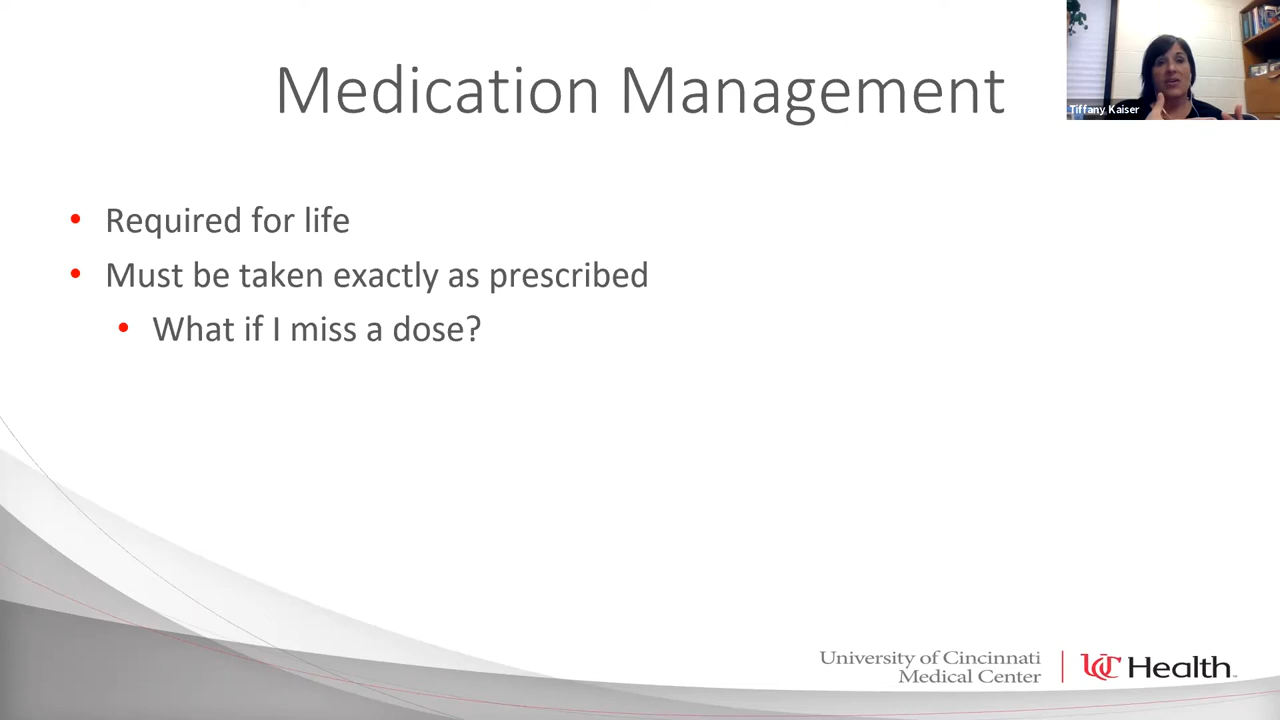 Medication Management
Tiffany Kaiser
• Required for life
• Must be taken exactly as prescribed
• What if I miss a dose?
University of Cincinnati
Medical Center
UC Health™